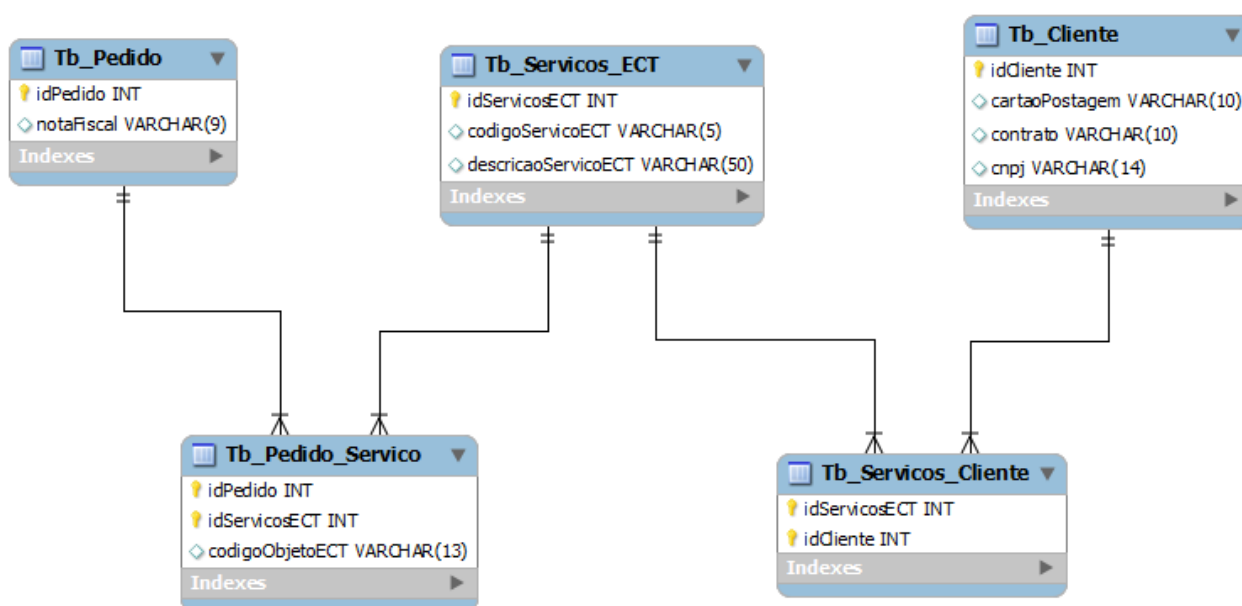 Tb_Pedido
idPedido INT
notaFiscal VARCHAR(9)
Indexes
Tb_Servicos_ECT
idServicosECT INT
codigoServicoECT VARCHAR(5)
descricaoServicoECT VARCHAR(50)
Indexes
Tb_Cliente
idCliente INT
cartaoPostagem VARCHAR(10)
contrato VARCHAR(10)
cnpj VARCHAR(14)
Indexes
Tb_Pedido_Servico
idPedido INT
idServicosECT INT
codigoObjetoECT VARCHAR(13)
Indexes
Tb_Servicos_Cliente
idServicosECT INT
idCliente INT
Indexes